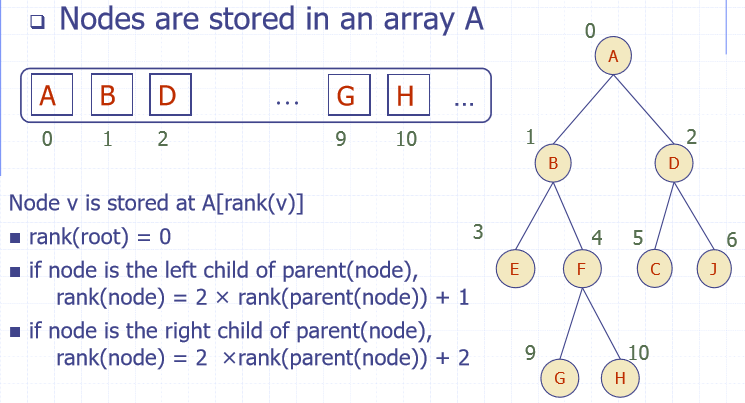 Nodes are stored in an array A
A B D ... G H ...
0 1 2 9 10
Node v is stored at A[rank(v)]
rank(root) = 0
if node is the left child of parent(node),
rank(node) = 2 × rank(parent(node)) + 1
if node is the right child of parent(node),
rank(node) = 2 ×rank(parent(node)) + 2
0
A
1 2
B D
3 4 5 6
E F C J
9 10
G H